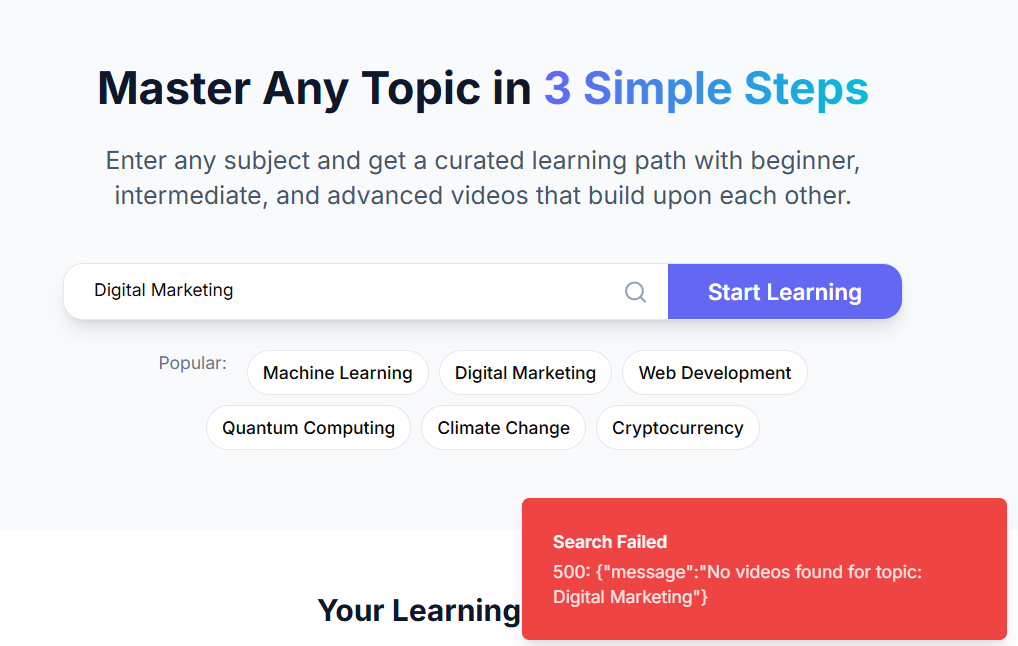 Master Any Topic in 3 Simple Steps
Enter any subject and get a curated learning path with beginner,
intermediate, and advanced videos that build upon each other.
Digital Marketing
Start Learning
Popular:
Machine Learning
Digital Marketing
Web Development
Quantum Computing
Climate Change
Cryptocurrency
Search Failed
500: {"message":"No videos found for topic:
Digital Marketing"}
Your Learning